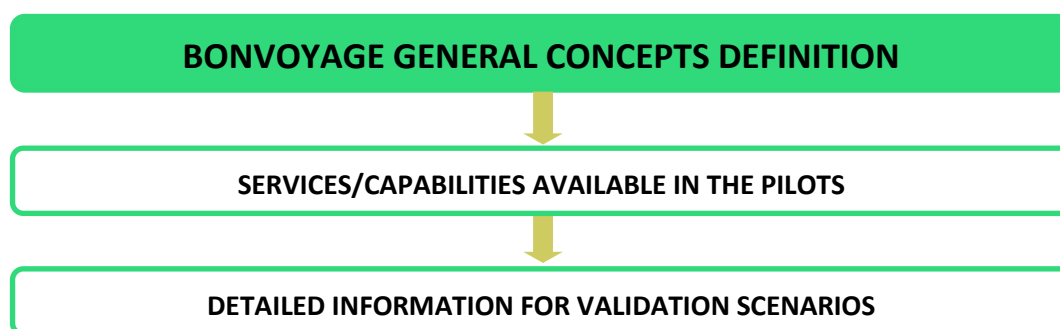 BONVOYAGE GENERAL CONCEPTS DEFINITION
SERVICES/CAPABILITIES AVAILABLE IN THE PILOTS
DETAILED INFORMATION FOR VALIDATION SCENARIOS